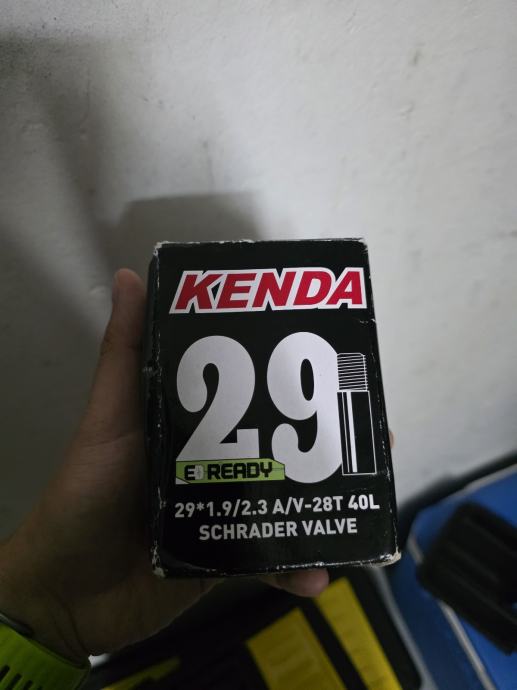 KENDA
29
E READY
29*1.9/2.3 A/V-28T 40L
SCHRADER VALVE